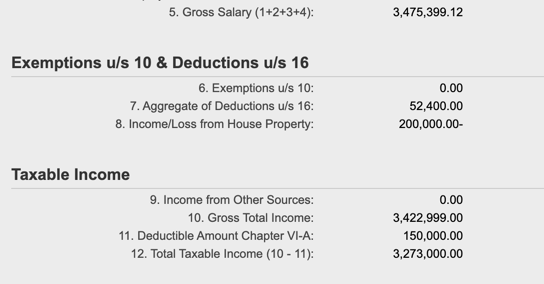 5. Gross Salary (1+2+3+4): 3,475,399.12
Exemptions u/s 10 & Deductions u/s 16
6. Exemptions u/s 10: 0.00
7. Aggregate of Deductions u/s 16: 52,400.00
8. Income/Loss from House Property: 200,000.00-
Taxable Income
9. Income from Other Sources: 0.00
10. Gross Total Income: 3,422,999.00
11. Deductible Amount Chapter VI-A: 150,000.00
12. Total Taxable Income (10 - 11): 3,273,000.00